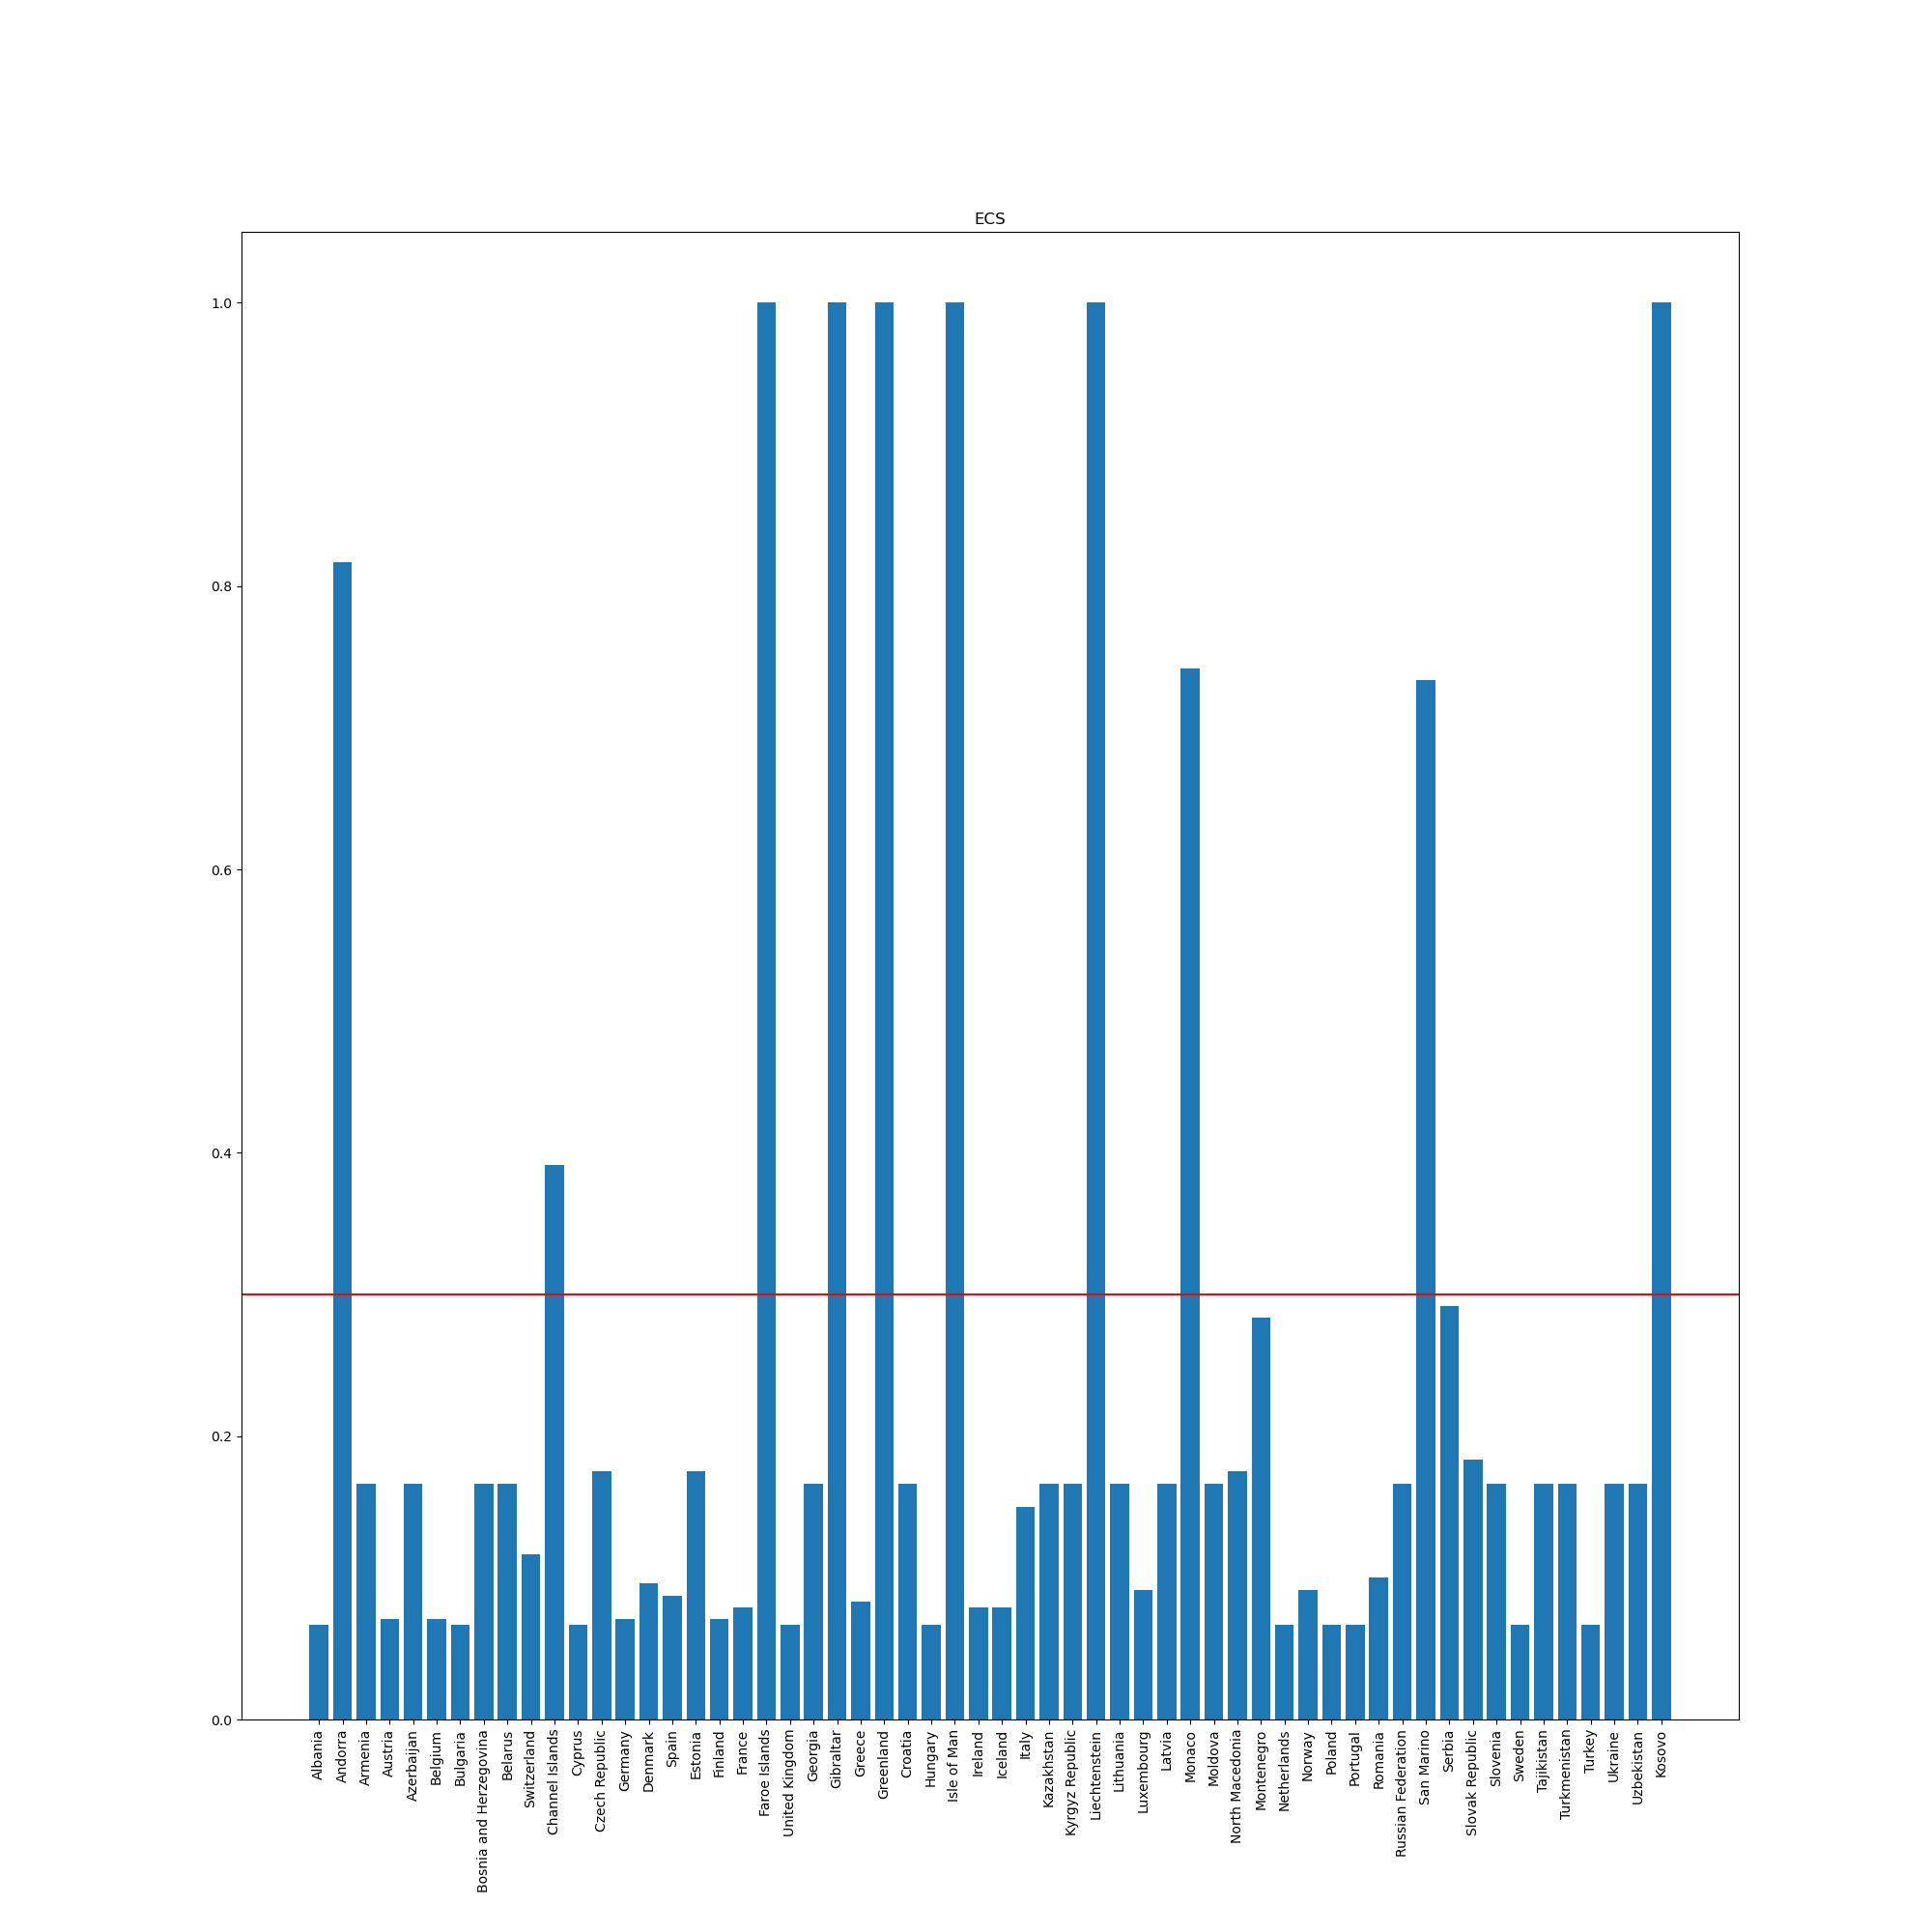 ECS
1.0
0.8
0.6
0.4
0.2
0.0
Albania
Andorra
Armenia
Austria
Azerbaijan
Belgium
Bulgaria
Bosnia and Herzegovina
Belarus
Switzerland
Channel Islands
Cyprus
Czech Republic
Germany
Denmark
Spain
Estonia
Finland
France
Faroe Islands
United Kingdom
Georgia
Gibraltar
Greece
Greenland
Croatia
Hungary
Isle of Man
Ireland
Iceland
Italy
Kazakhstan
Kyrgyz Republic
Liechtenstein
Lithuania
Luxembourg
Latvia
Monaco
Moldova
North Macedonia
Montenegro
Netherlands
Norway
Poland
Portugal
Romania
Russian Federation
San Marino
Serbia
Slovak Republic
Slovenia
Sweden
Tajikistan
Turkmenistan
Turkey
Ukraine
Uzbekistan
Kosovo